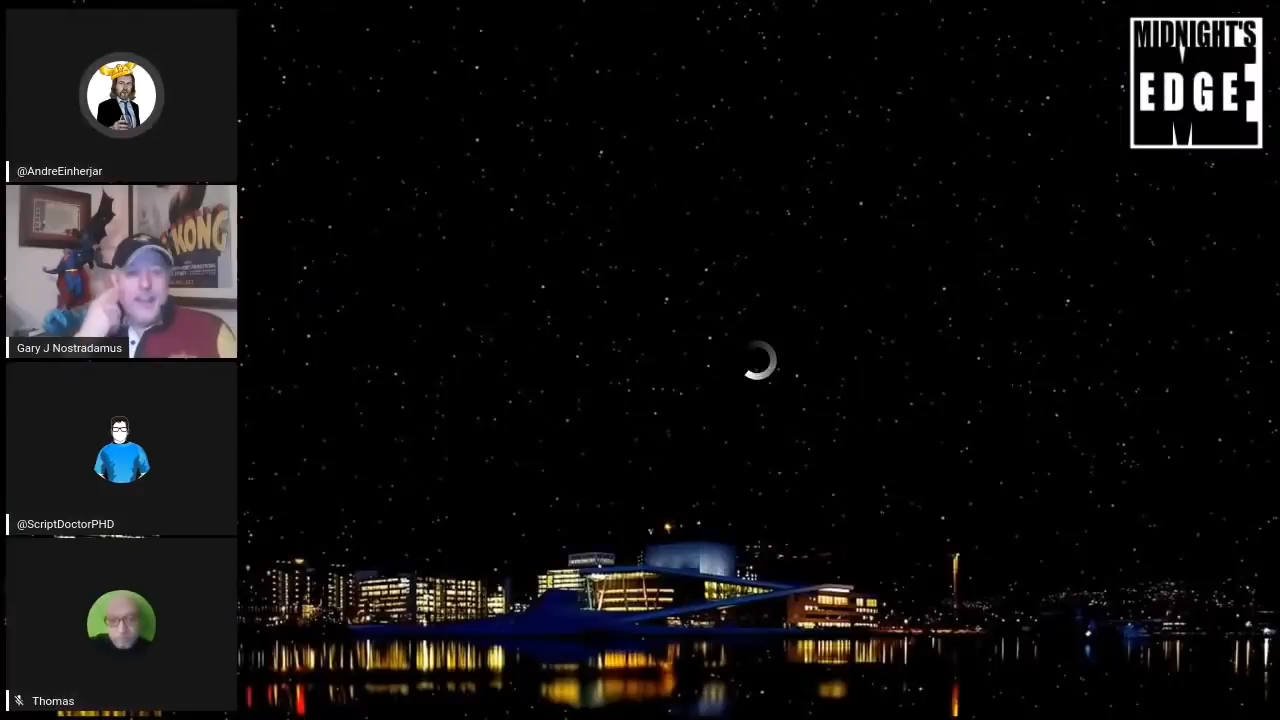 MIDNIGHT'S
EDGE
@AndreEinherjar
KONG
Gary J Nostradamus
@ScriptDoctorPHD
Thomas